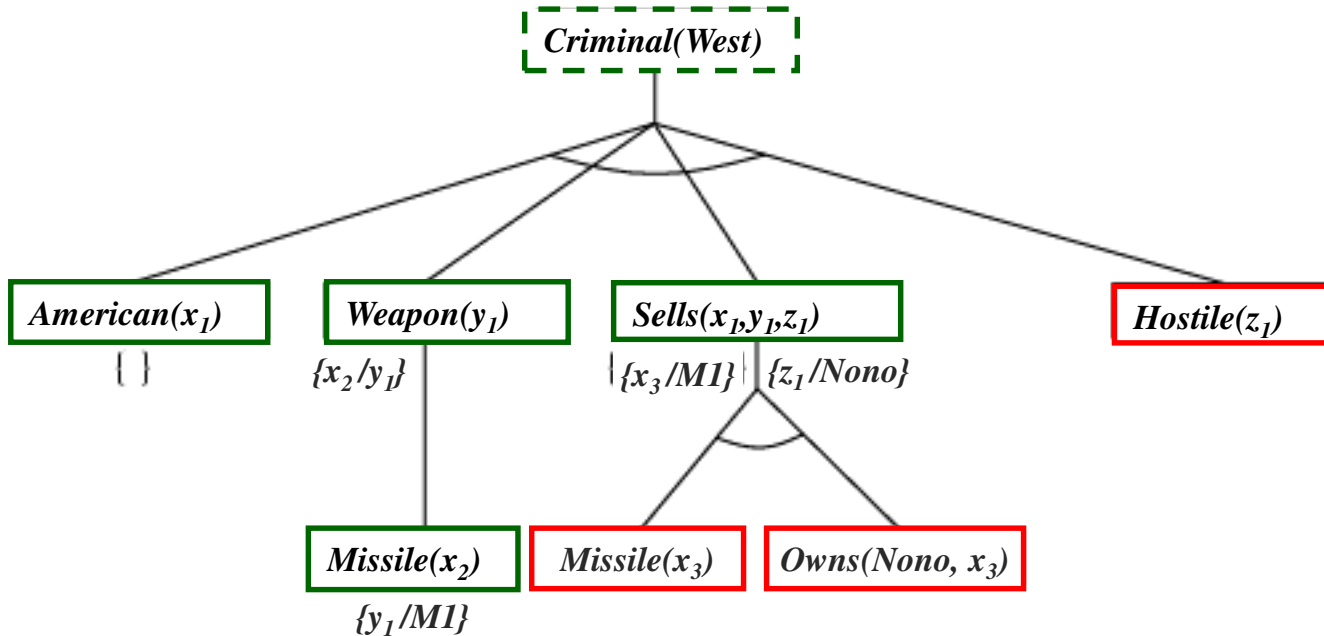 Criminal(West)
American(x₁)
Weapon(y₁)
Sells(x₁,y₁,z₁)
Hostile(z₁)
{ }
{x₂/y₁}
{x₃/M1}
{z₁/Nono}
Missile(x₂)
Missile(x₃)
Owns(Nono, x₃)
{y₁/M1}